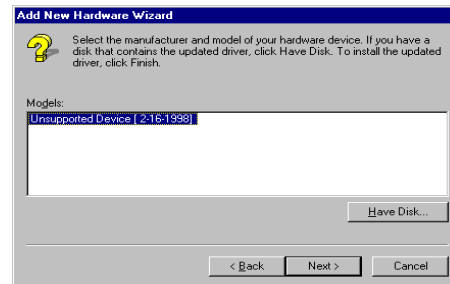 Add New Hardware Wizard
Select the manufacturer and model of your hardware device. If you have a
disk that contains the updated driver, click Have Disk. To install the updated
driver, click Finish.
Models:
Unsupported Device [ 2-16-1998]
Have Disk...
< Back
Next >
Cancel